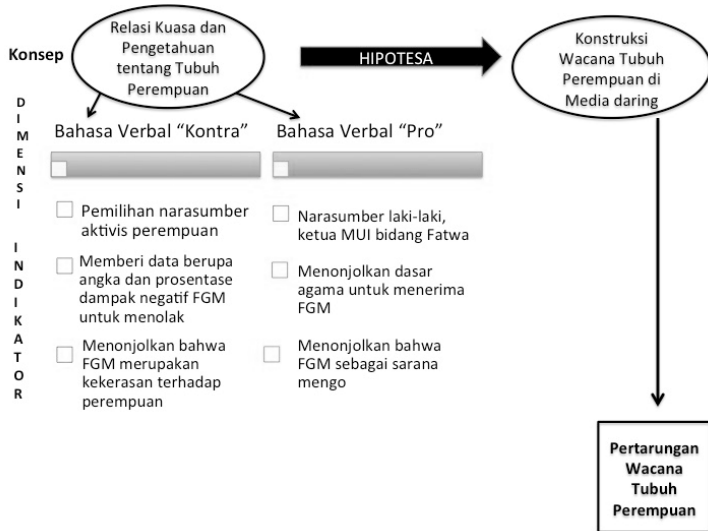 Konsep
Relasi Kuasa dan
Pengetahuan
tentang Tubuh
Perempuan
HIPOTESA
Konstruksi
Wacana Tubuh
Perempuan di
Media daring
DIMENSI
Bahasa Verbal “Kontra”
Bahasa Verbal “Pro”
INDIKATOR
Pemilihan narasumber
aktivis perempuan
Memberi data berupa
angka dan prosentase
dampak negatif FGM
untuk menolak
Menonjolkan bahwa
FGM merupakan
kekerasan terhadap
perempuan
Narasumber laki-laki,
ketua MUI bidang Fatwa
Menonjolkan dasar
agama untuk menerima
FGM
Menonjolkan bahwa
FGM sebagai sarana
mengo
Pertarungan
Wacana
Tubuh
Perempuan